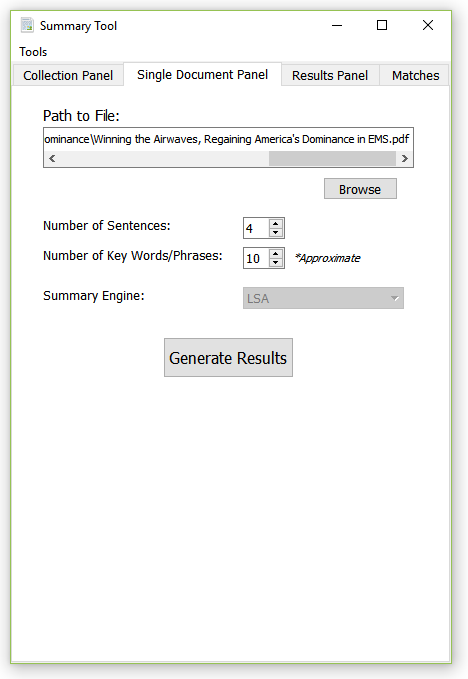 Summary Tool
Tools
Collection Panel Single Document Panel Results Panel Matches
Path to File:
ominance\Winning the Airwaves, Regaining America's Dominance in EMS.pdf
Browse
Number of Sentences: 4
Number of Key Words/Phrases: 10 *Approximate
Summary Engine: LSA
Generate Results